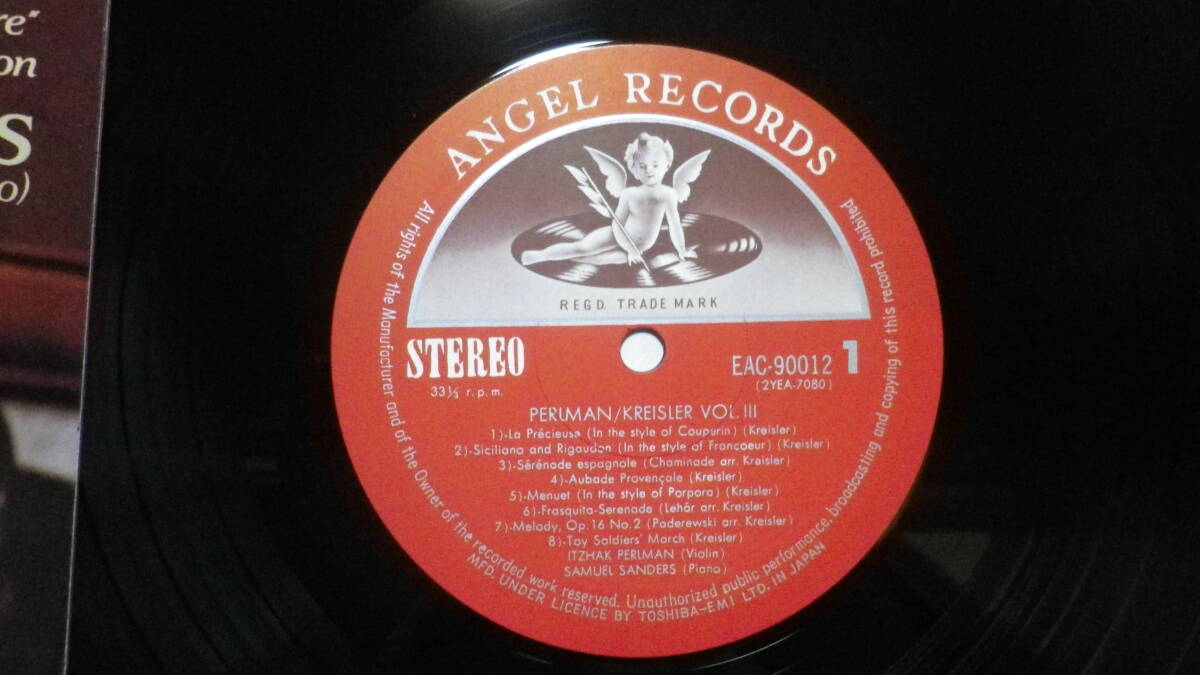 re"
on
S
o)
ANGEL RECORDS
REGD. TRADE MARK
STEREO
33⅓ r.p.m.
EAC-90012 1
(2YEA-7080)
PERLMAN/KREISLER VOL. III
1)-La Précieuse (In the style of Couperin) (Kreisler)
2)-Siciliano and Rigaudon (In the style of Francoeur) (Kreisler)
3)-Sérénade espagnole (Chaminade arr. Kreisler)
4)-Aubade Provençale (Kreisler)
5)-Menuet (In the style of Porpora) (Kreisler)
6)-Frasquita-Serenade (Lehár arr. Kreisler)
7)-Melody, Op. 16 No. 2 (Paderewski arr. Kreisler)
8)-Toy Soldiers' March (Kreisler)
ITZHAK PERLMAN (Violin)
SAMUEL SANDERS (Piano)
All rights of the Manufacturer and of the Owner of the recorded work reserved. Unauthorized public performance, broadcasting and copying of this record prohibited
MFD. UNDER LICENCE BY TOSHIBA-EMI LTD. IN JAPAN